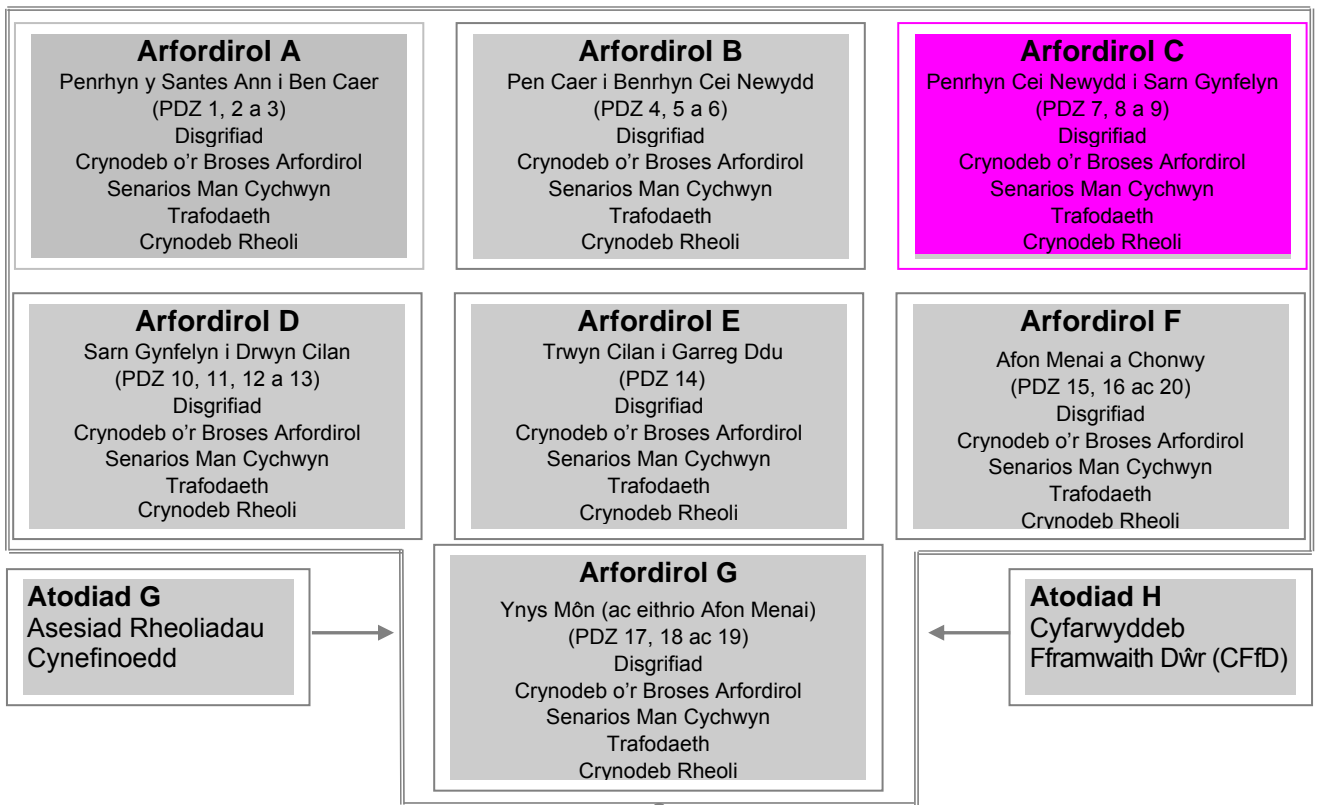 Arfordirol A
Penrhyn y Santes Ann i Ben Caer
(PDZ 1, 2 a 3)
Disgrifiad
Crynodeb o'r Broses Arfordirol
Senarios Man Cychwyn
Trafodaeth
Crynodeb Rheoli
Arfordirol B
Pen Caer i Benrhyn Cei Newydd
(PDZ 4, 5 a 6)
Disgrifiad
Crynodeb o'r Broses Arfordirol
Senarios Man Cychwyn
Trafodaeth
Crynodeb Rheoli
Arfordirol C
Penrhyn Cei Newydd i Sarn Gynfelyn
(PDZ 7, 8 a 9)
Disgrifiad
Crynodeb o'r Broses Arfordirol
Senarios Man Cychwyn
Trafodaeth
Crynodeb Rheoli
Arfordirol D
Sarn Gynfelyn i Drwyn Cilan
(PDZ 10, 11, 12 a 13)
Disgrifiad
Crynodeb o'r Broses Arfordirol
Senarios Man Cychwyn
Trafodaeth
Crynodeb Rheoli
Arfordirol E
Trwyn Cilan i Garreg Ddu
(PDZ 14)
Disgrifiad
Crynodeb o'r Broses Arfordirol
Senarios Man Cychwyn
Trafodaeth
Crynodeb Rheoli
Arfordirol F
Afon Menai a Chonwy
(PDZ 15, 16 ac 20)
Disgrifiad
Crynodeb o'r Broses Arfordirol
Senarios Man Cychwyn
Trafodaeth
Crynodeb Rheoli
Atodiad G
Asesiad Rheoliadau
Cynefinoedd
Arfordirol G
Ynys Môn (ac eithrio Afon Menai)
(PDZ 17, 18 ac 19)
Disgrifiad
Crynodeb o'r Broses Arfordirol
Senarios Man Cychwyn
Trafodaeth
Crynodeb Rheoli
Atodiad H
Cyfarwyddeb
Fframwaith Dŵr (CFfD)